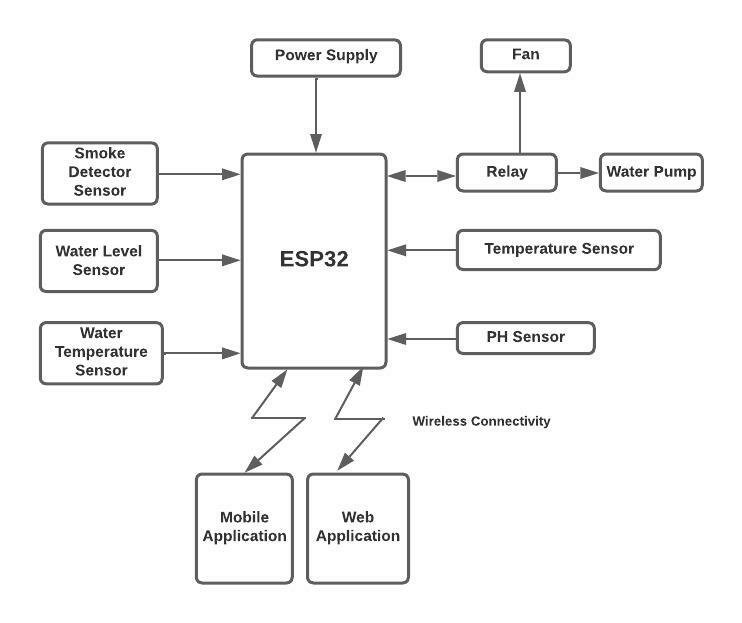 Power Supply
Fan
Smoke
Detector
Sensor
Relay
Water Pump
Water Level
Sensor
ESP32
Temperature Sensor
Water
Temperature
Sensor
PH Sensor
Wireless Connectivity
Mobile
Application
Web
Application